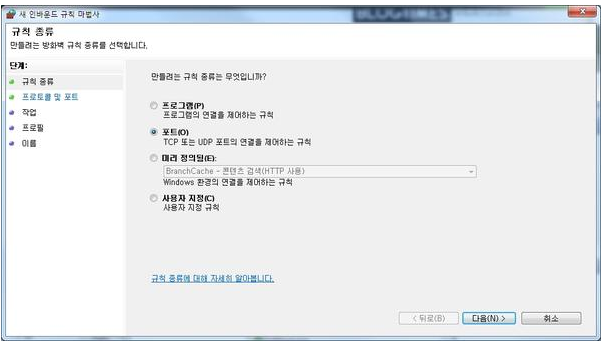 새 인바운드 규칙 마법사
규칙 종류
만들려는 방화벽 규칙 종류를 선택합니다.
단계:
규칙 종류
프로토콜 및 포트
작업
프로필
이름
만들려는 규칙 종류는 무엇입니까?
프로그램(P)
프로그램의 연결을 제어하는 규칙
포트(O)
TCP 또는 UDP 포트의 연결을 제어하는 규칙
미리 정의됨(E):
BranchCache - 콘텐츠 검색(HTTP 사용)
Windows 환경의 연결을 제어하는 규칙
사용자 지정(C)
사용자 지정 규칙
규칙 종류에 대해 자세히 알아봅니다.
< 뒤로(B)
다음(N) >
취소